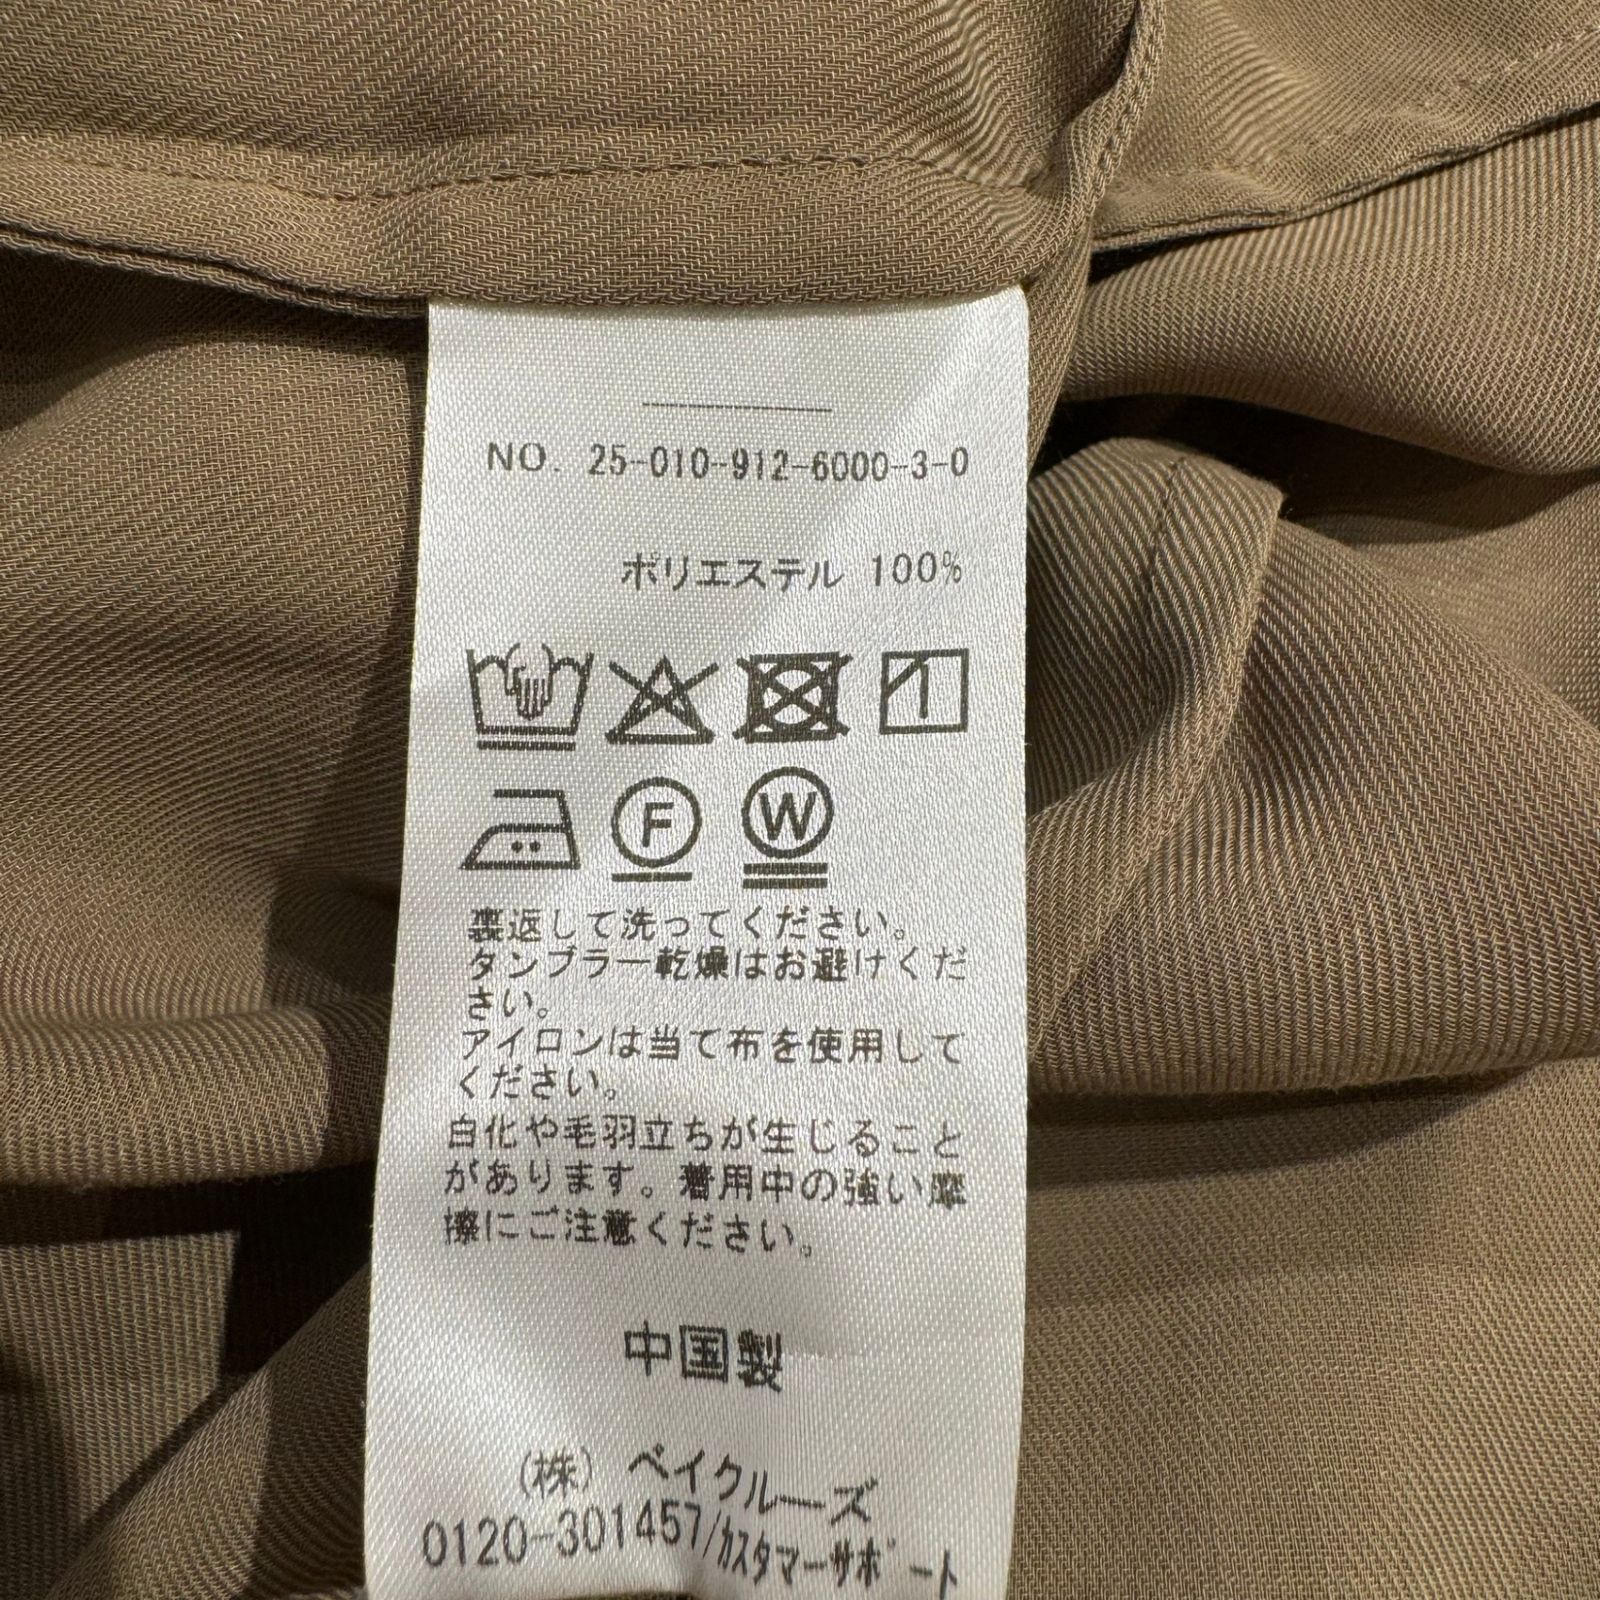 NO. 25-010-912-6000-3-0
ポリエステル 100%
F W
裏返して洗ってください。
タンブラー乾燥はお避けくだ
さい。
アイロンは当て布を使用して
ください。
白化や毛羽立ちが生じること
があります。着用中の強い摩
擦にご注意ください。
中国製
(株) ベイクルーズ
0120-301457/カスタマーサポート